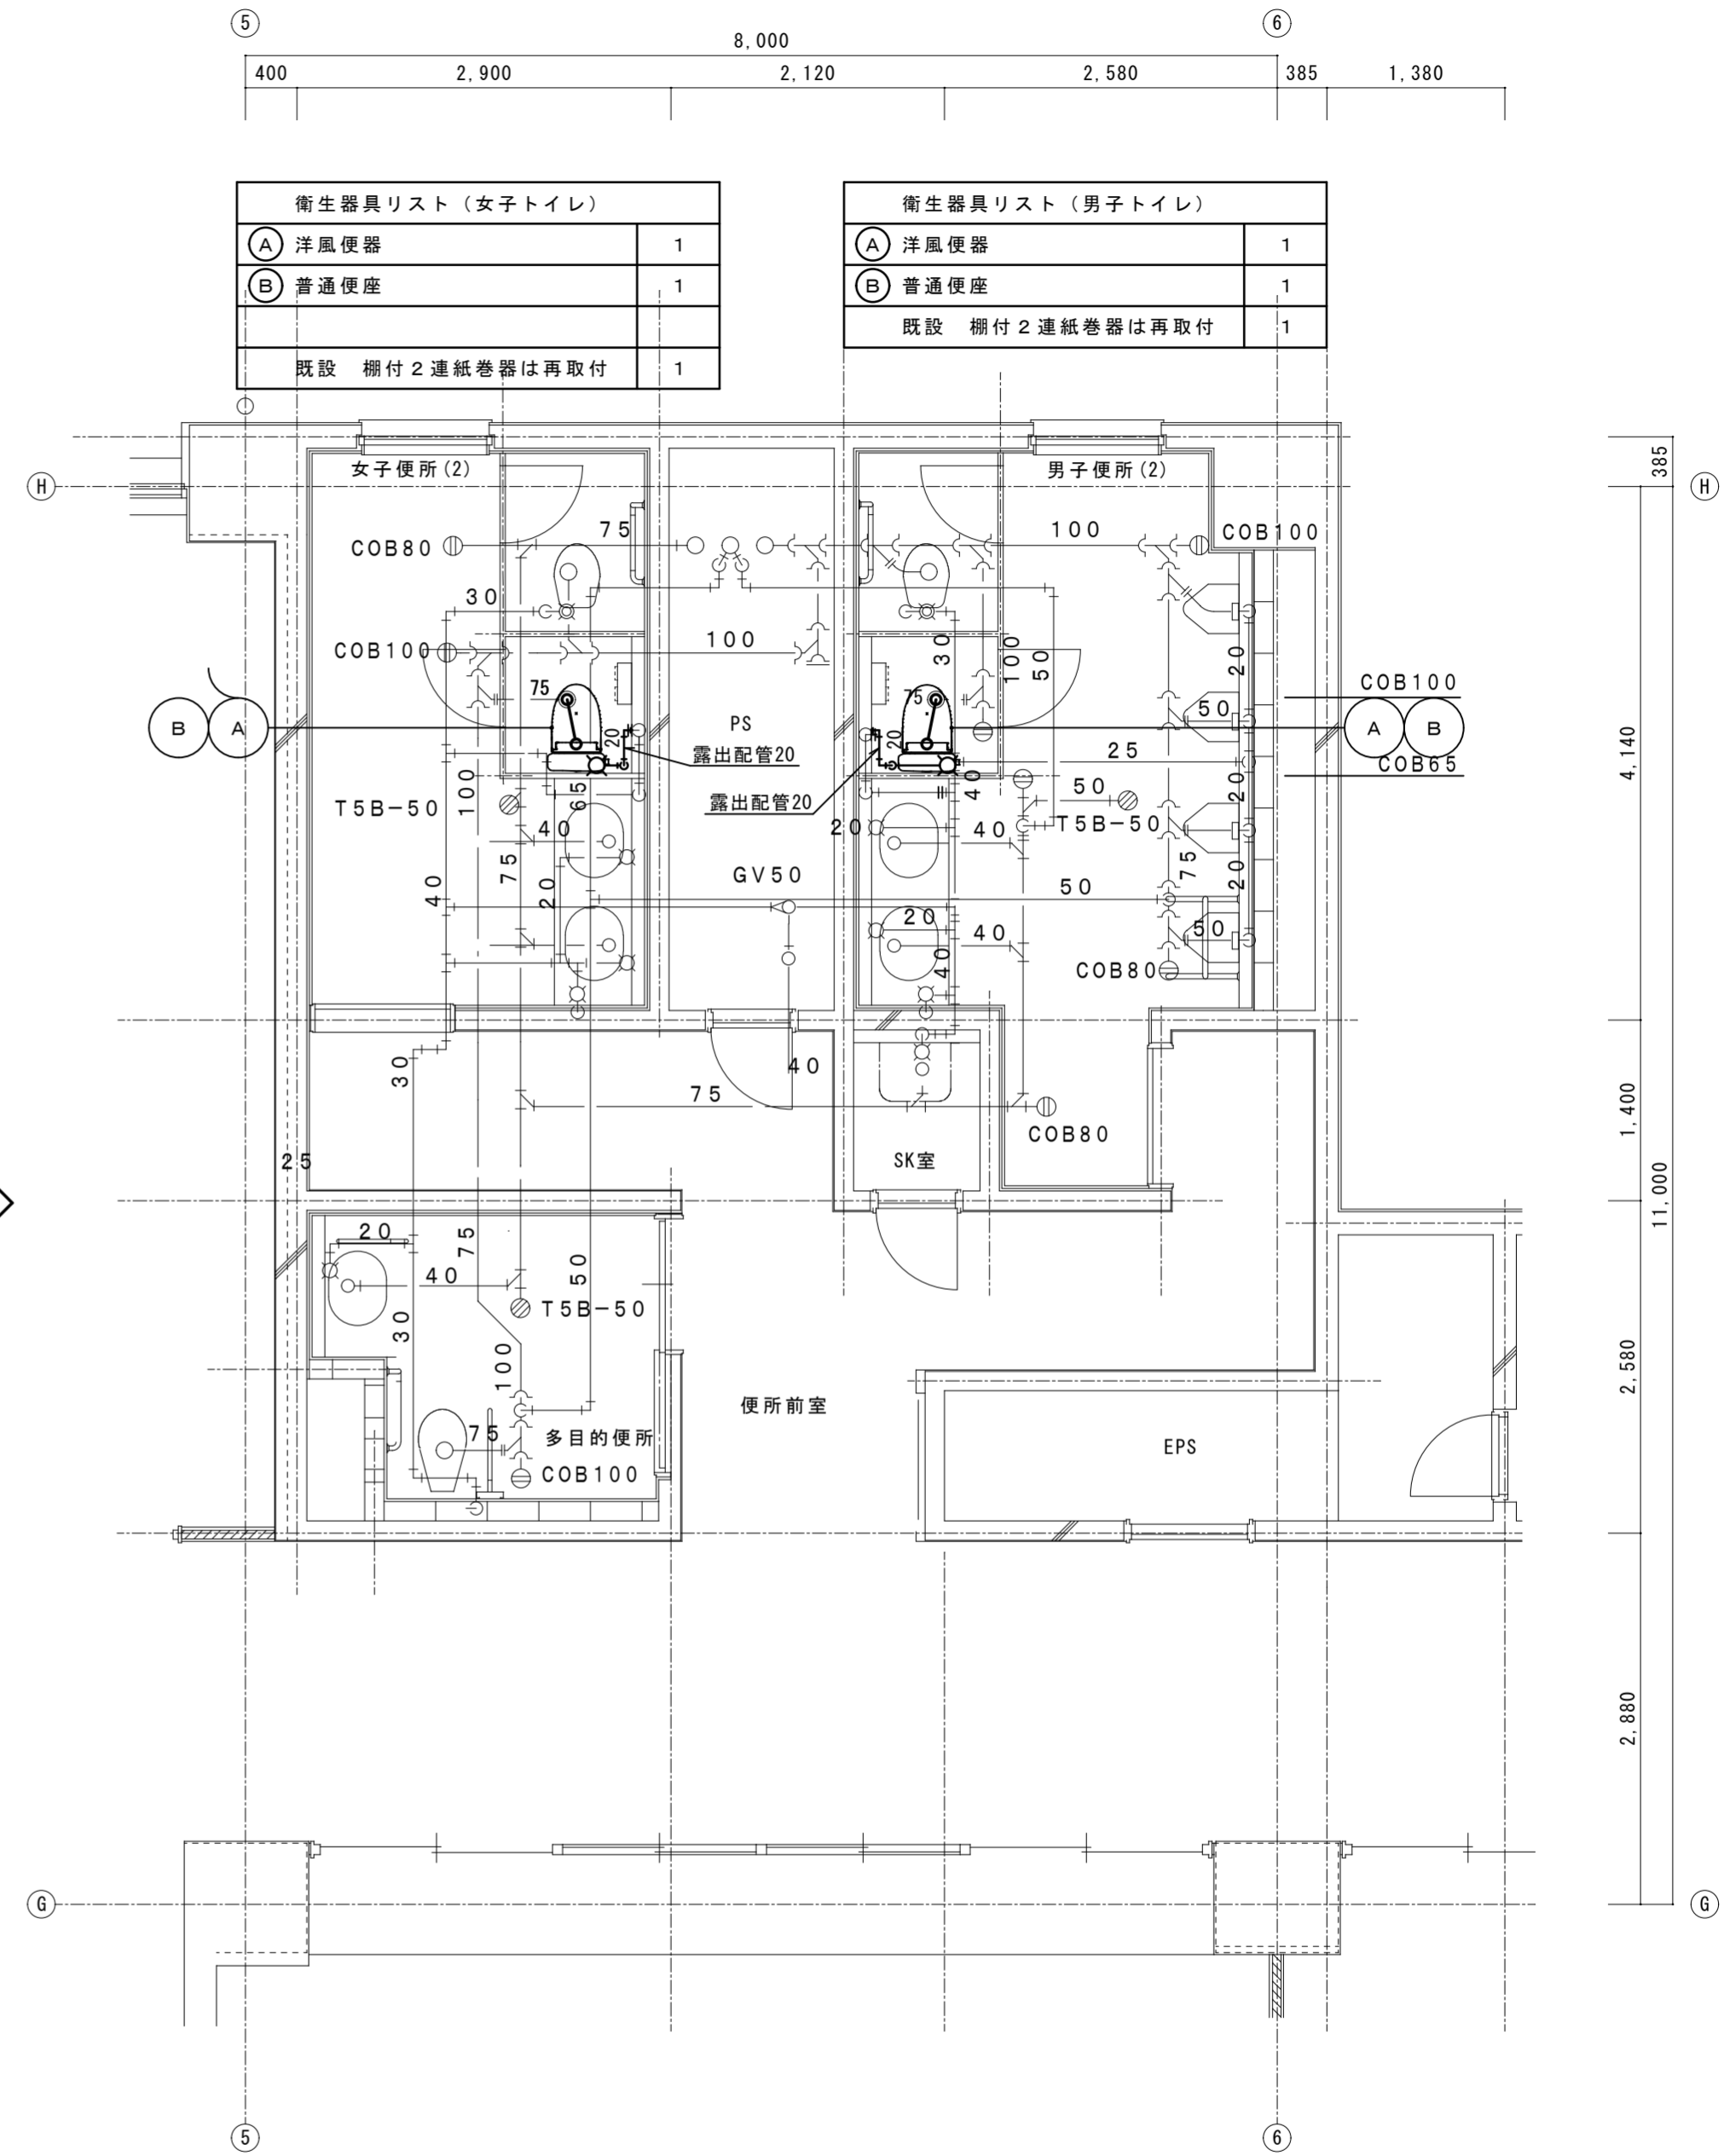 5
6
8,000
400
2,900
2,120
2,580
385
1,380
衛生器具リスト（女子トイレ）
A 洋風便器 1
B 普通便座 1
既設　棚付２連紙巻器は再取付 1
衛生器具リスト（男子トイレ）
A 洋風便器 1
B 普通便座 1
既設　棚付２連紙巻器は再取付 1
女子便所(2)
男子便所(2)
385
H
H
75
100
COB80
COB100
30
COB100
100
30
100
50
20
COB100
75
75
50
B A
PS
A B
20
露出配管20
20
25
COB65
4,140
T5B-50
100
65
露出配管20
40
50
20
40
20
40
T5B-50
75
75
20
40
20
GV50
50
20
40
50
COB80
40
30
40
75
COB80
1,400
SK室
25
11,000
20
75
40
50
T5B-50
30
100
2,580
便所前室
75
多目的便所
COB100
EPS
2,880
G
G
5
6